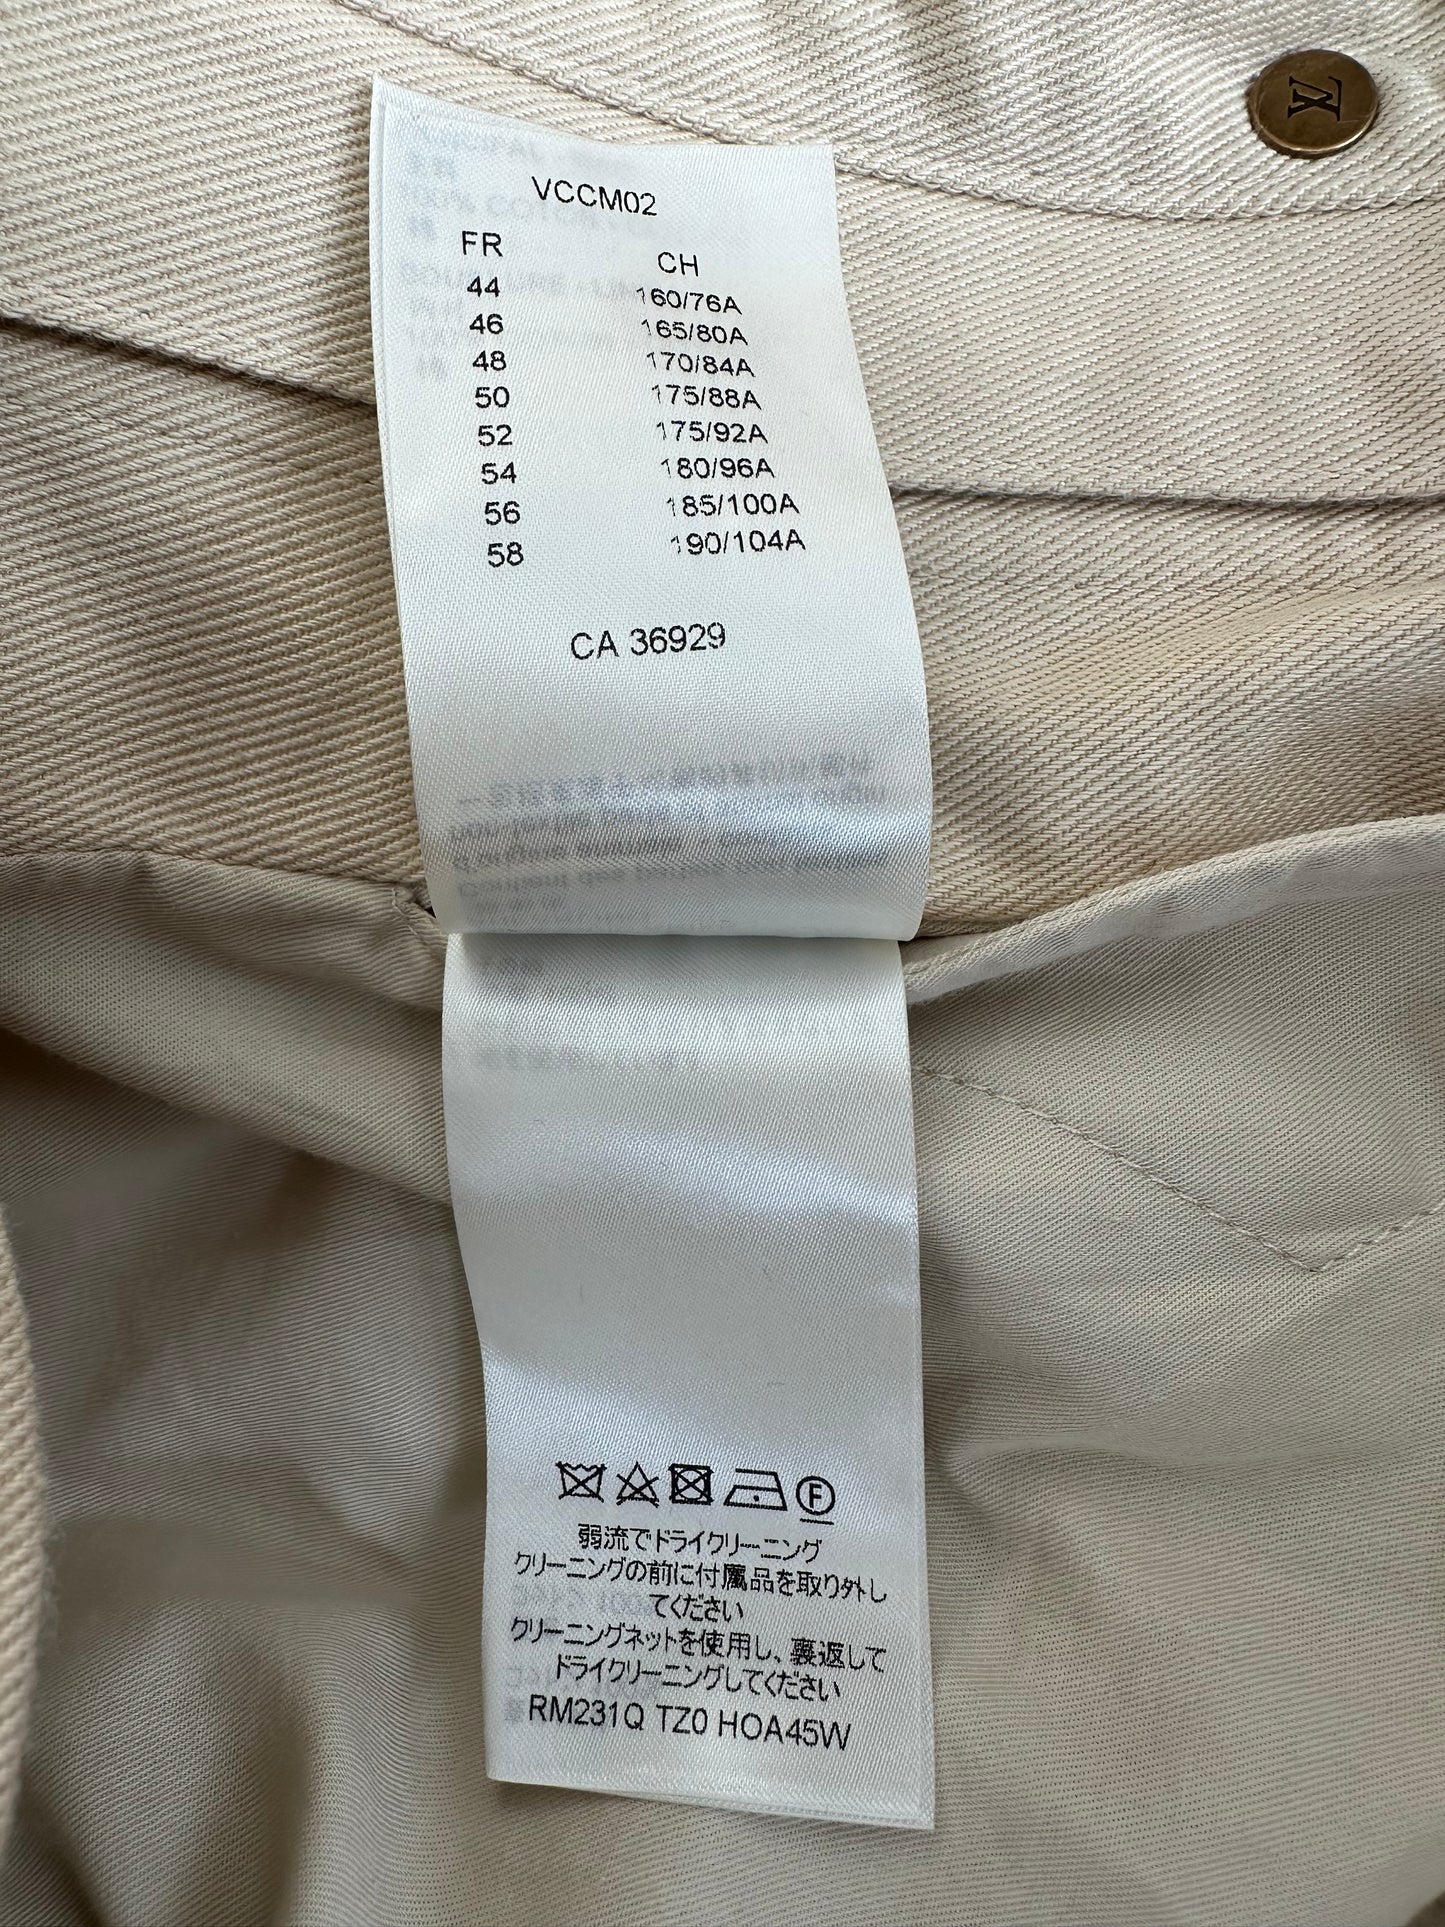 LV
VCCM02
FR CH
44 160/76A
46 165/80A
48 170/84A
50 175/88A
52 175/92A
54 180/96A
56 185/100A
58 190/104A
CA 36929
F
弱流でドライクリーニング
クリーニングの前に付属品を取り外し
てください
クリーニングネットを使用し、裏返して
ドライクリーニングしてください
RM231Q TZ0 HOA45W